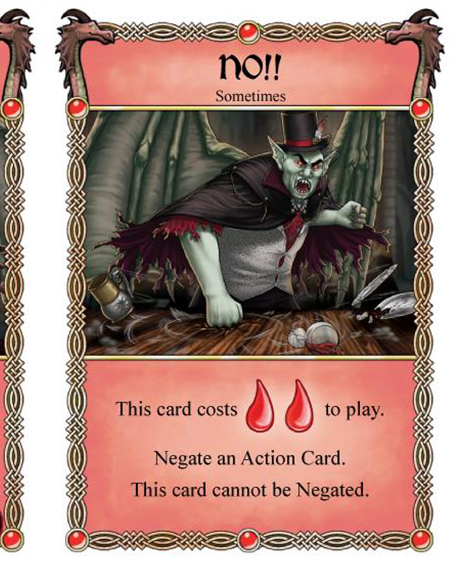 NO!!
Sometimes
This card costs to play.
Negate an Action Card.
This card cannot be Negated.